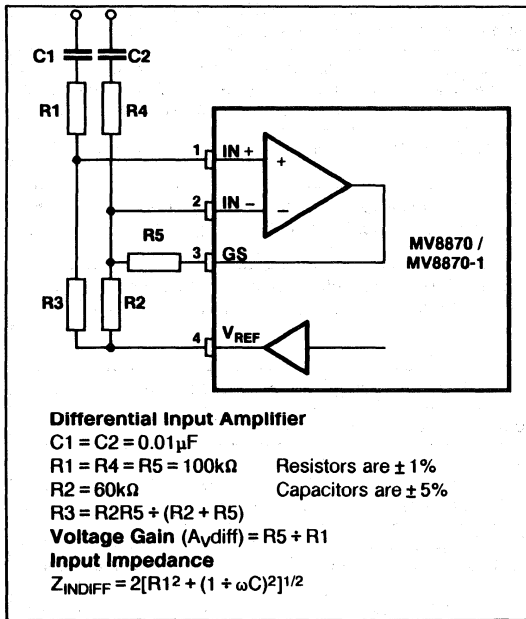 C1 C2
R1 R4
1 IN + +
2 IN − −
R5
3 GS
MV8870 /
MV8870-1
R3 R2
4 VREF
Differential Input Amplifier
C1 = C2 = 0.01µF
R1 = R4 = R5 = 100kΩ Resistors are ± 1%
R2 = 60kΩ Capacitors are ± 5%
R3 = R2R5 ÷ (R2 + R5)
Voltage Gain (Avdiff) = R5 ÷ R1
Input Impedance
ZINDIFF = 2[R1² + (1 ÷ ωC)²]1/2